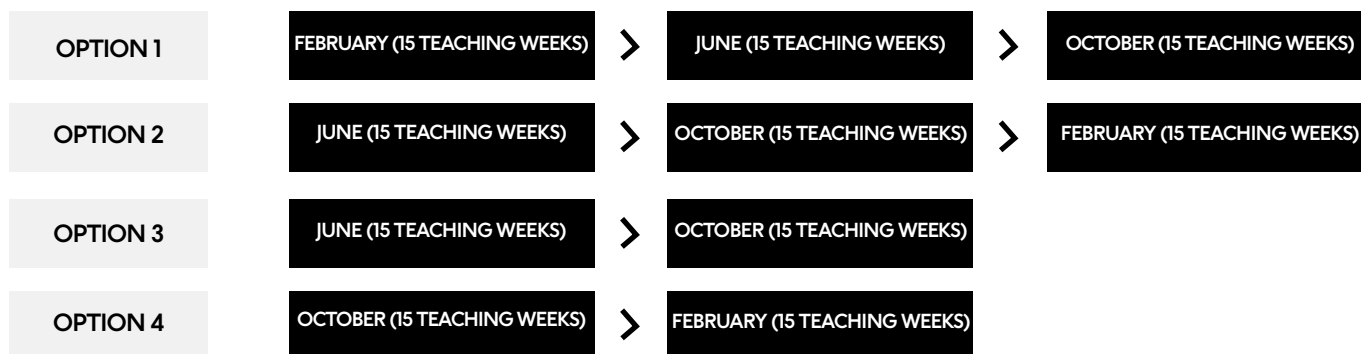 OPTION 1
FEBRUARY (15 TEACHING WEEKS)
JUNE (15 TEACHING WEEKS)
OCTOBER (15 TEACHING WEEKS)
OPTION 2
JUNE (15 TEACHING WEEKS)
OCTOBER (15 TEACHING WEEKS)
FEBRUARY (15 TEACHING WEEKS)
OPTION 3
JUNE (15 TEACHING WEEKS)
OCTOBER (15 TEACHING WEEKS)
OPTION 4
OCTOBER (15 TEACHING WEEKS)
FEBRUARY (15 TEACHING WEEKS)